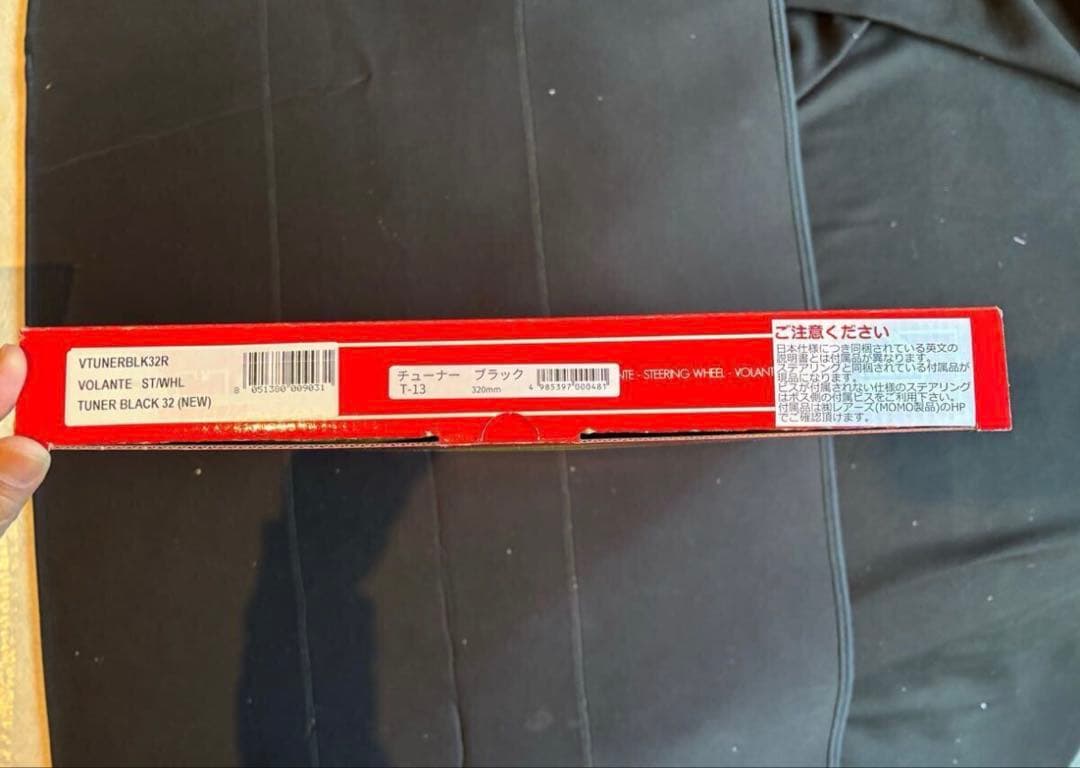 VTUNERBLK32R
VOLANTE ST/WHL
TUNER BLACK 32 (NEW)
8 051380 009031
チューナー ブラック
T-13 320mm
4 985397 000481
NTE - STEERING WHEEL - VOLANT
ご注意ください
日本仕様につき同梱されている英文の
説明書とは付属品が異なります。
ステアリングと同梱されている付属品が
現品になります。
ビスが付属されない仕様のステアリング
はボス側の付属ビスをご利用下さい。
付属品は㈱レアーズ(MOMO製品)のHP
でご確認頂けます。